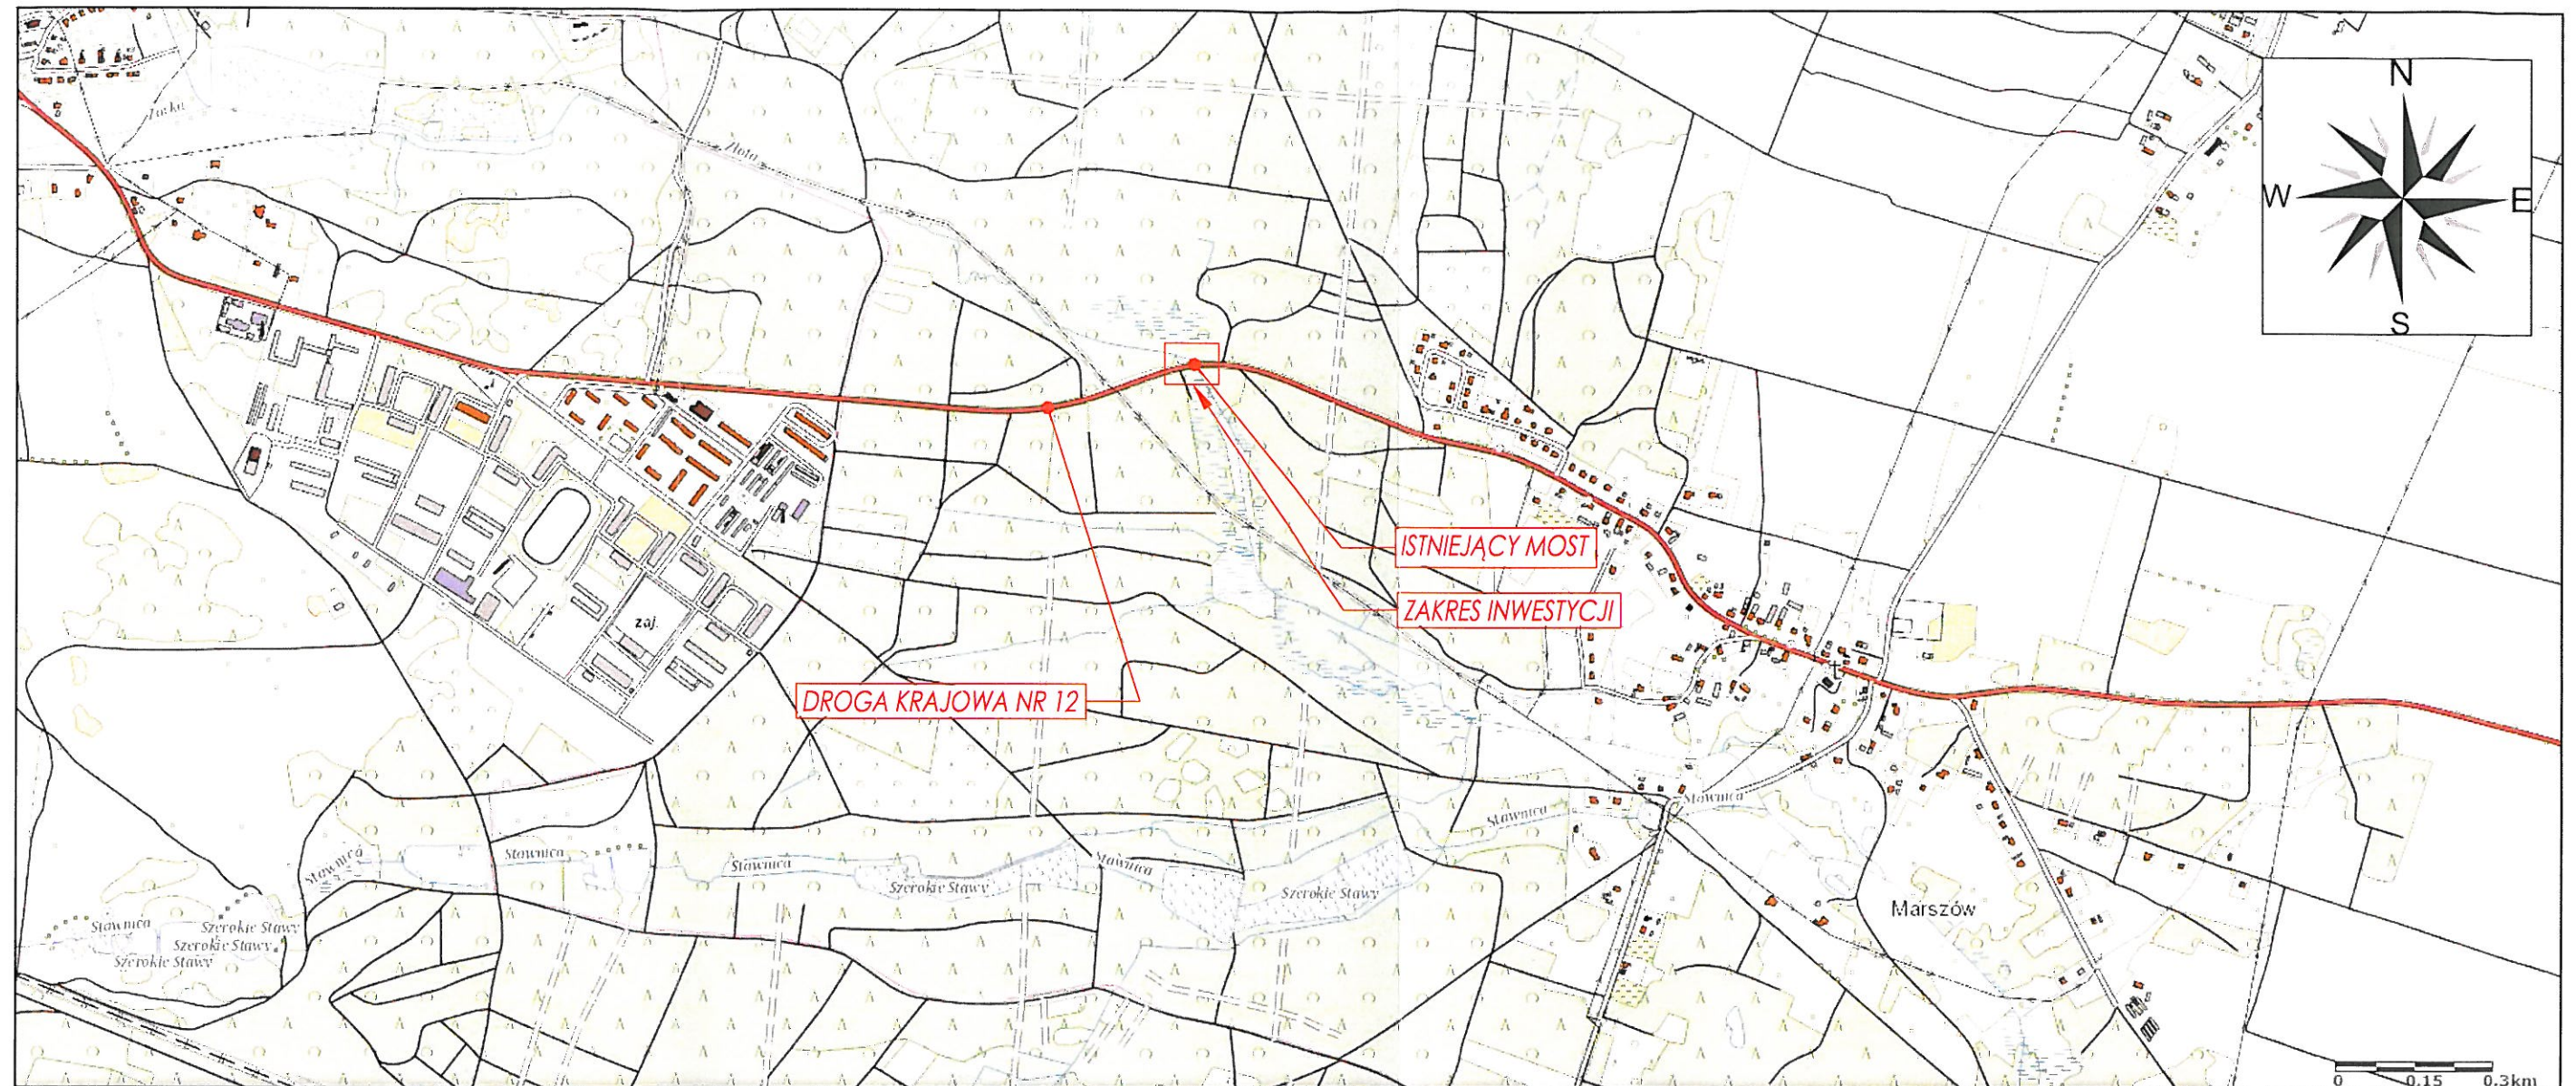 N
W
E
S
Złota
ISTNIEJĄCY MOST
ZAKRES INWESTYCJI
zaj.
DROGA KRAJOWA NR 12
Stawnica
Stawnica
Stawnica
Stawnica
Stawnica
Stawnica
Szerokie Stawy
Szerokie Stawy
Marszów
Stawnica
Szerokie Stawy
Szerokie Stawy
Szerokie Stawy
0 0.15 0.3km